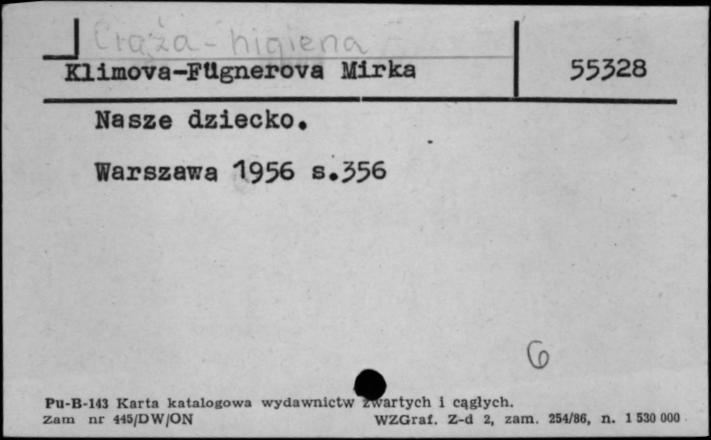 Ciąża - higiena
Klimova-Fügnerova Mirka 55328
Nasze dziecko.
Warszawa 1956 s.356
6
Pu-B-143 Karta katalogowa wydawnictw zwartych i cągłych.
Zam nr 445/DW/ON WZGraf. Z-d 2, zam. 254/86, n. 1 530 000